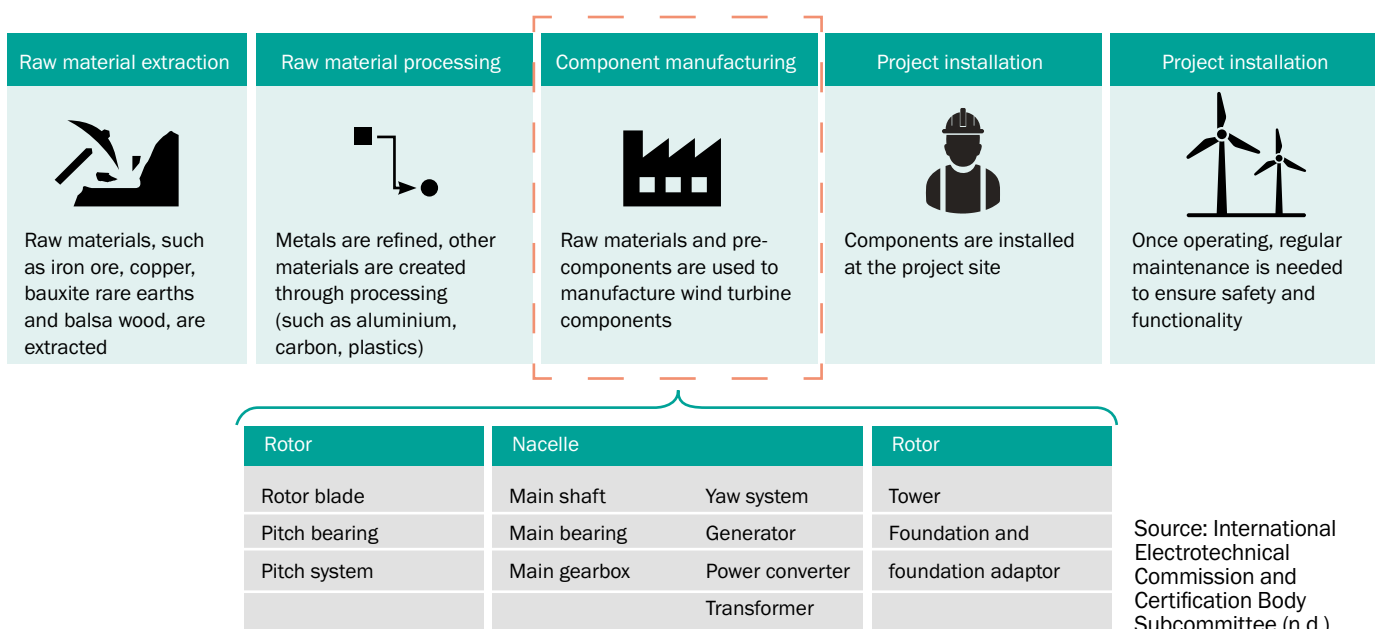 Raw material extraction
Raw materials, such
as iron ore, copper,
bauxite rare earths
and balsa wood, are
extracted
Raw material processing
Metals are refined, other
materials are created
through processing
(such as aluminium,
carbon, plastics)
Component manufacturing
Raw materials and pre-
components are used to
manufacture wind turbine
components
Project installation
Components are installed
at the project site
Project installation
Once operating, regular
maintenance is needed
to ensure safety and
functionality
Rotor
Rotor blade
Pitch bearing
Pitch system
Nacelle
Main shaft
Main bearing
Main gearbox
Yaw system
Generator
Power converter
Transformer
Rotor
Tower
Foundation and
foundation adaptor
Source: International
Electrotechnical
Commission and
Certification Body
Subcommittee (n.d.)